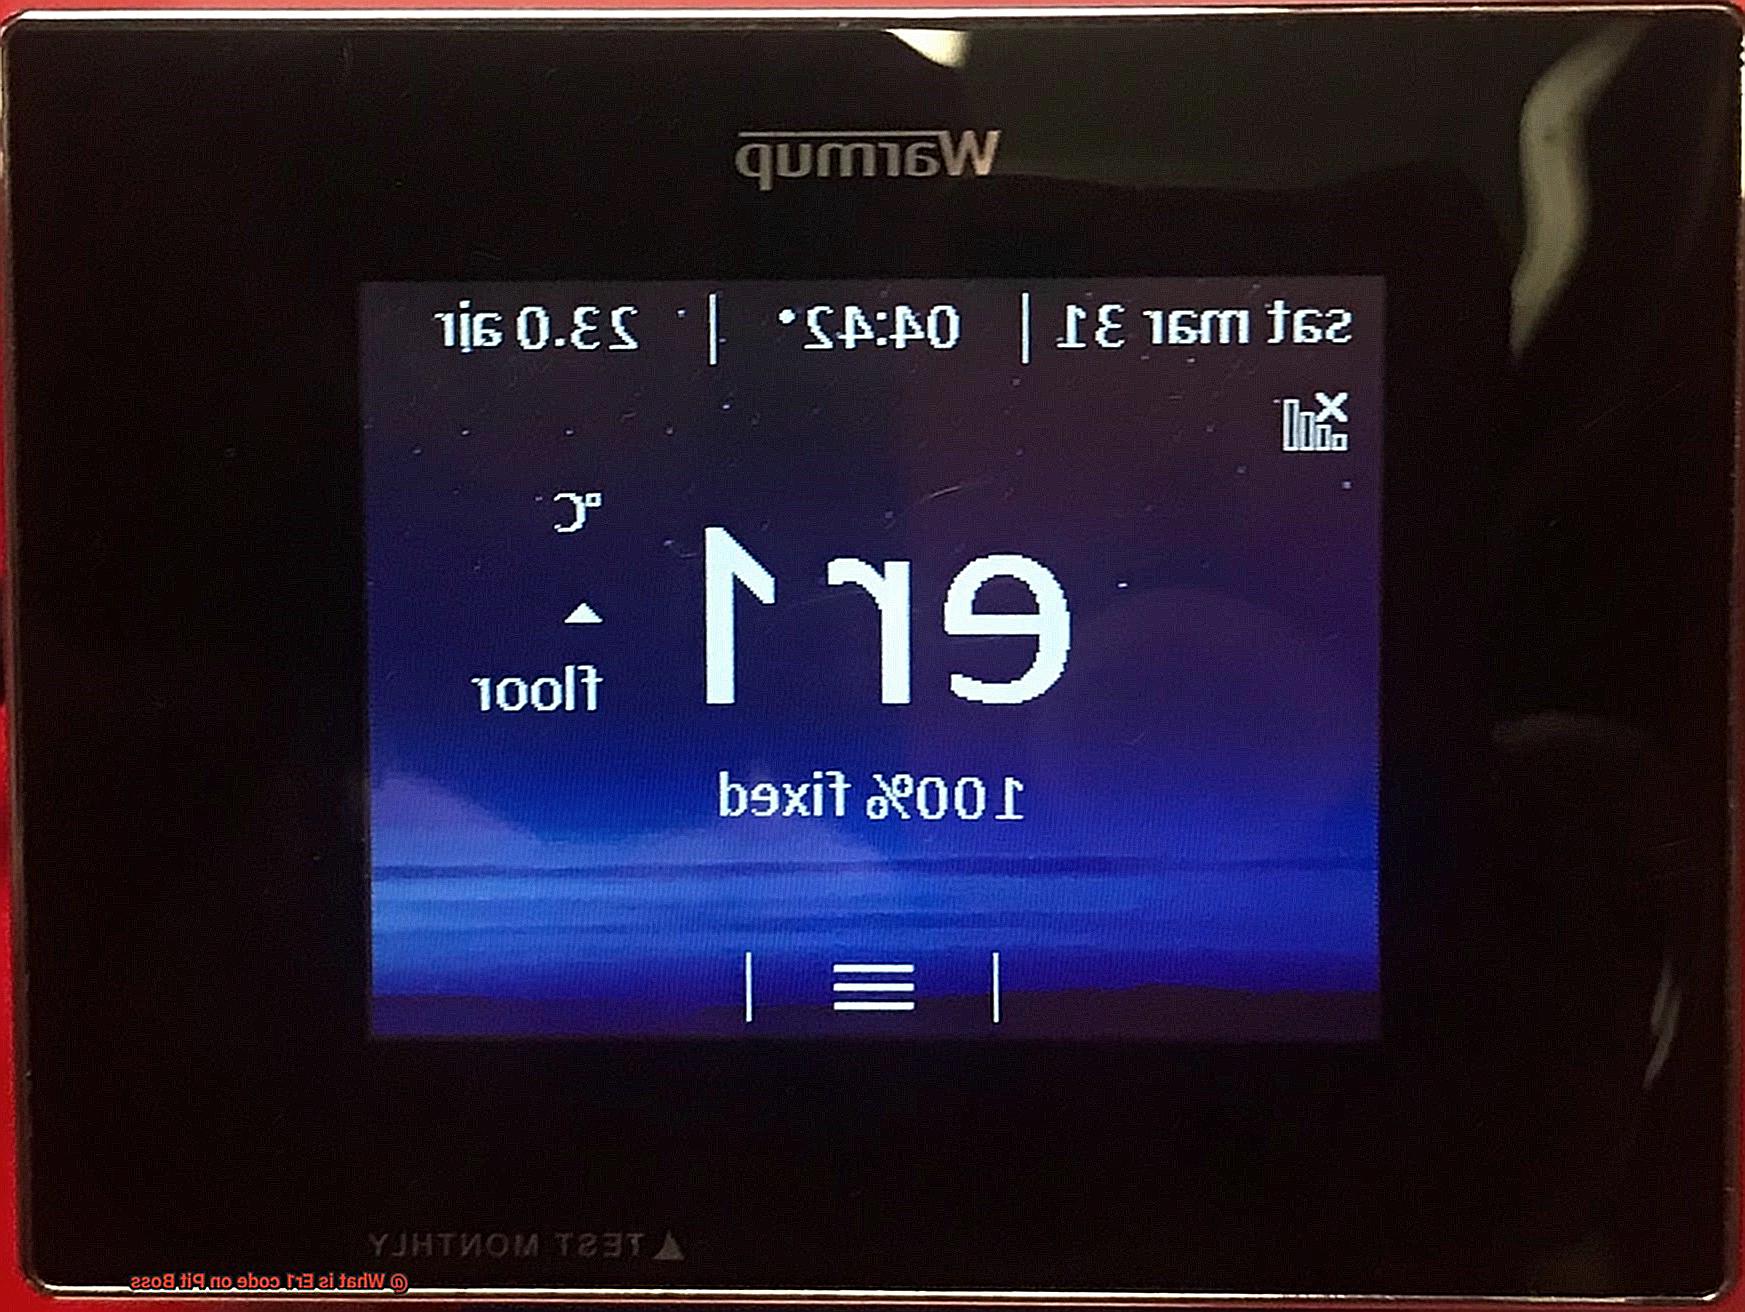 Warmup
sat mar 31 | 04:42 | 23.0 air
°C
er1
floor
100% fixed
TEST MONTHLY
@ What is Er1 code on Pit Boss